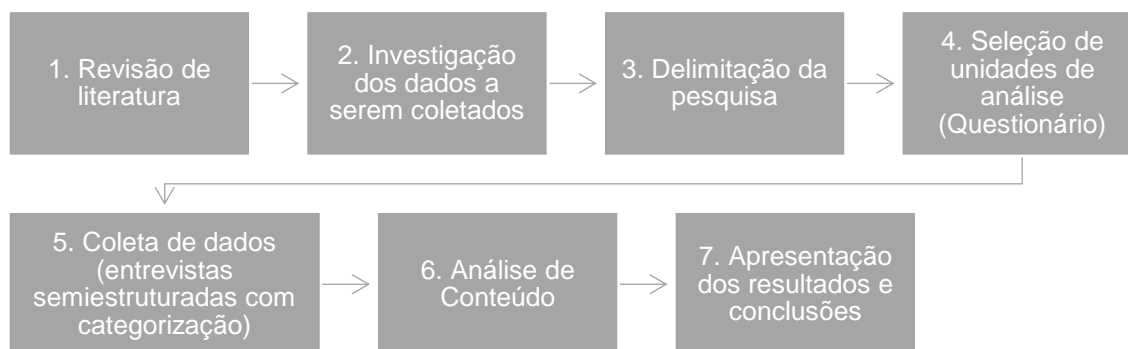 1. Revisão de
literatura
2. Investigação
dos dados a
serem coletados
3. Delimitação da
pesquisa
4. Seleção de
unidades de
análise
(Questionário)
5. Coleta de dados
(entrevistas
semiestruturadas com
categorização)
6. Análise de
Conteúdo
7. Apresentação
dos resultados e
conclusões